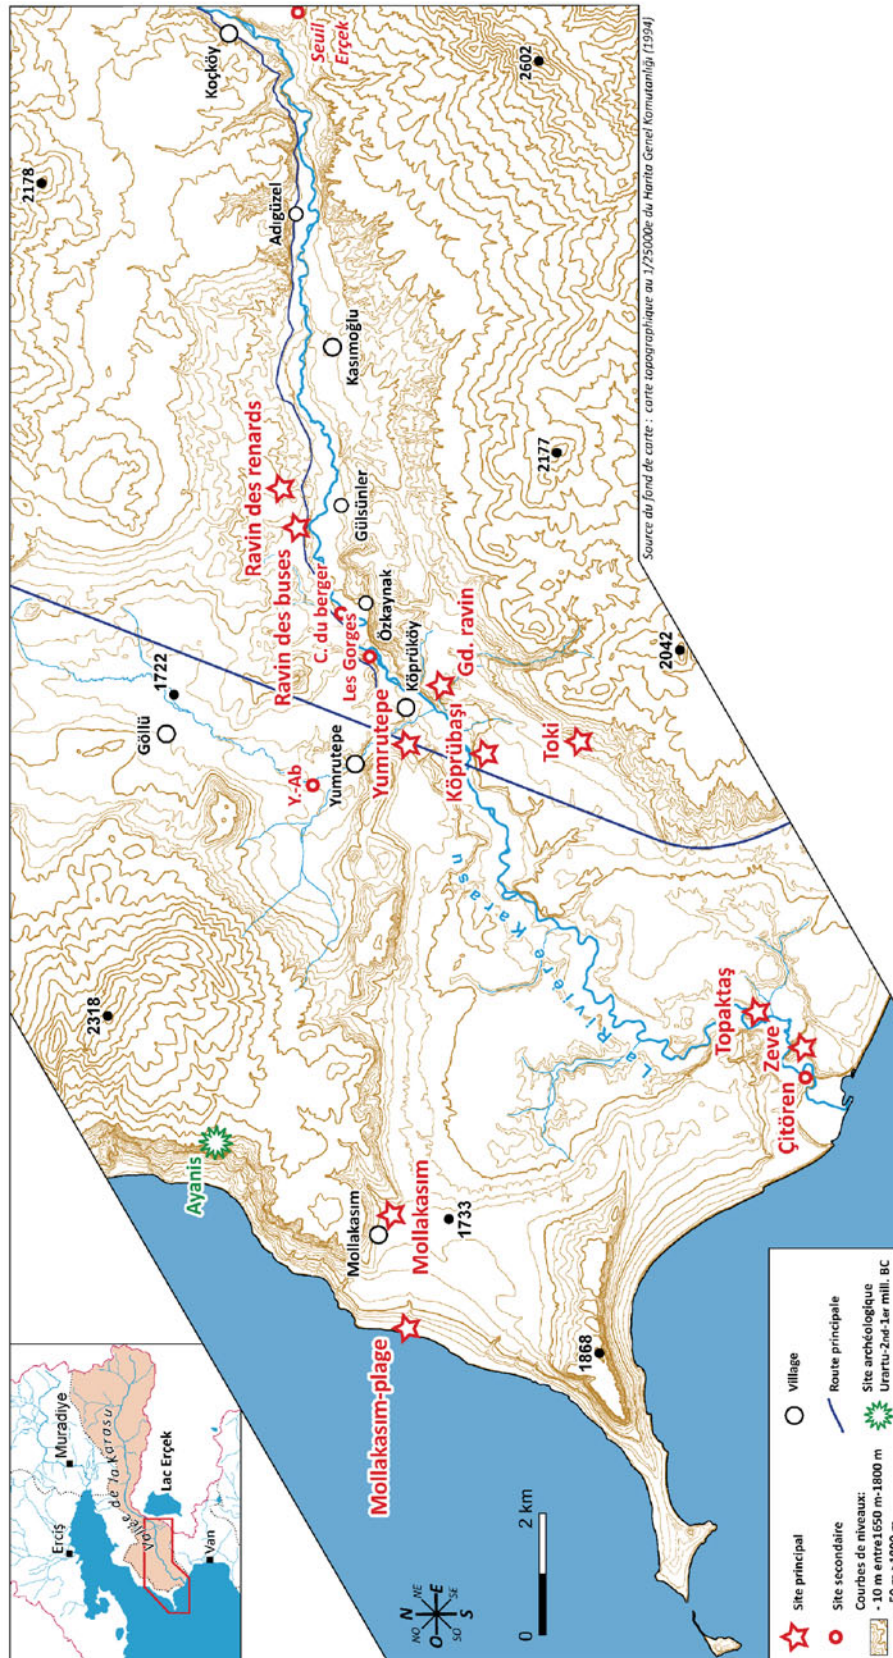 Koçköy
Seuil
Erçek
2602
2178
Adıgüzel
Kasımoğlu
Ravin des renards
Ravin des buses
Gülsünler
2177
C. du berger
Les Gorges
Özkaynak
Köprüköy
Gd. ravin
2042
1722
Göllü
Y.-Ab
Yumrutepe
Yumrutepe
Köprübaşı
Toki
La Rivière Karasu
2318
Ayanis
Topaktaş
Zeve
Çitören
Mollakasım
Mollakasım
1733
Mollakasım-plage
1868
Source du fond de carte : carte topographique au 1/25000e du Harita Genel Komutanlığı (1994)
Muradiye
Erciş
Vallée de la Karasu
Lac Erçek
Van
N
NE
E
SE
S
SO
O
NO
0
2 km
Site principal
Site secondaire
Courbes de niveaux:
- 10 m entre1650 m-1800 m
Village
Route principale
Site archéologique
Urartu-2nd-1er mill. BC